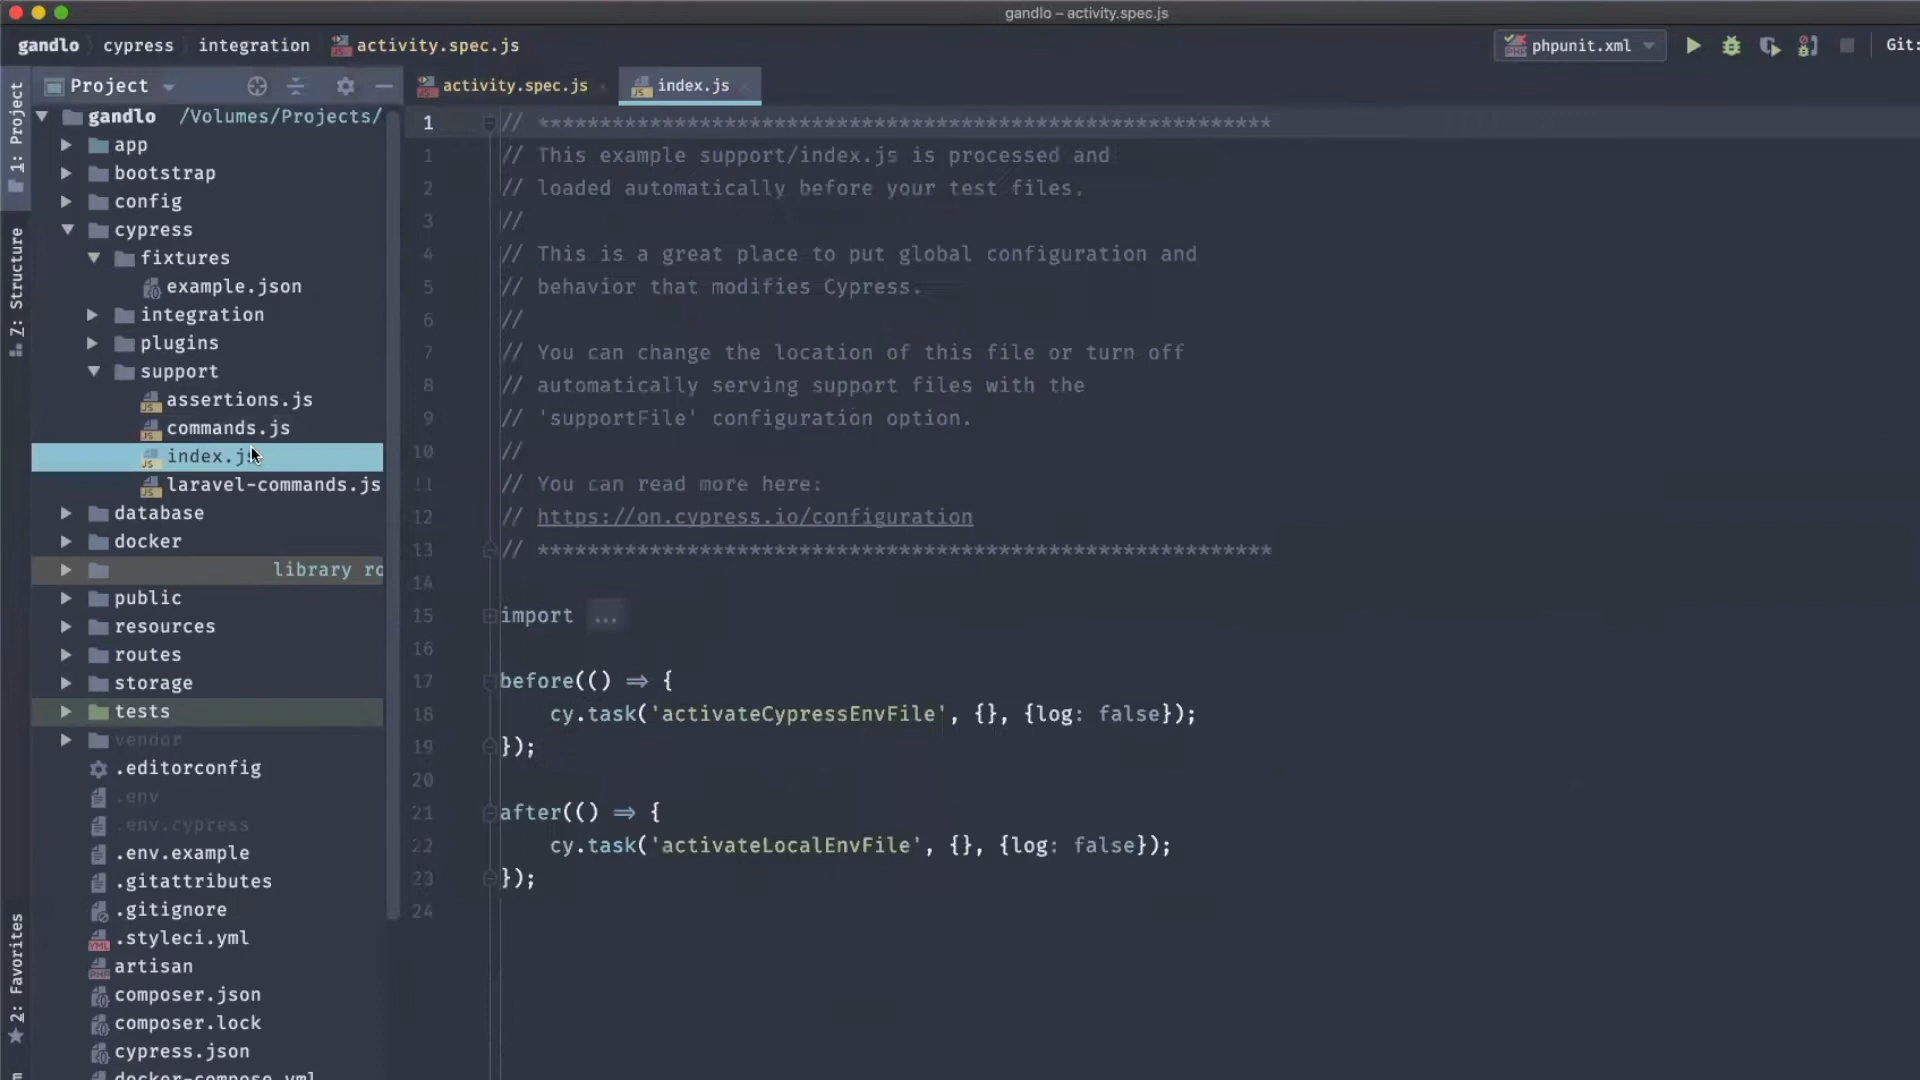 gandlo – activity.spec.js
gandlo cypress integration activity.spec.js
phpunit.xml Git:
1: Project
7: Structure
2: Favorites
Project
gandlo /Volumes/Projects/
app
bootstrap
config
cypress
fixtures
example.json
integration
plugins
support
assertions.js
commands.js
index.js
laravel-commands.js
database
docker
library ro
public
resources
routes
storage
tests
vendor
.editorconfig
.env
.env.cypress
.env.example
.gitattributes
.gitignore
.styleci.yml
artisan
composer.json
composer.lock
cypress.json
docker-compose.yml
activity.spec.js index.js
1 // ***********************************************************
1 // This example support/index.js is processed and
2 // loaded automatically before your test files.
3 //
4 // This is a great place to put global configuration and
5 // behavior that modifies Cypress.
6 //
7 // You can change the location of this file or turn off
8 // automatically serving support files with the
9 // 'supportFile' configuration option.
10 //
11 // You can read more here:
12 // https://on.cypress.io/configuration
13 // ***********************************************************
14
15 import ...
16
17 before(() => {
18 cy.task('activateCypressEnvFile', {}, {log: false});
19 });
20
21 after(() => {
22 cy.task('activateLocalEnvFile', {}, {log: false});
23 });
24